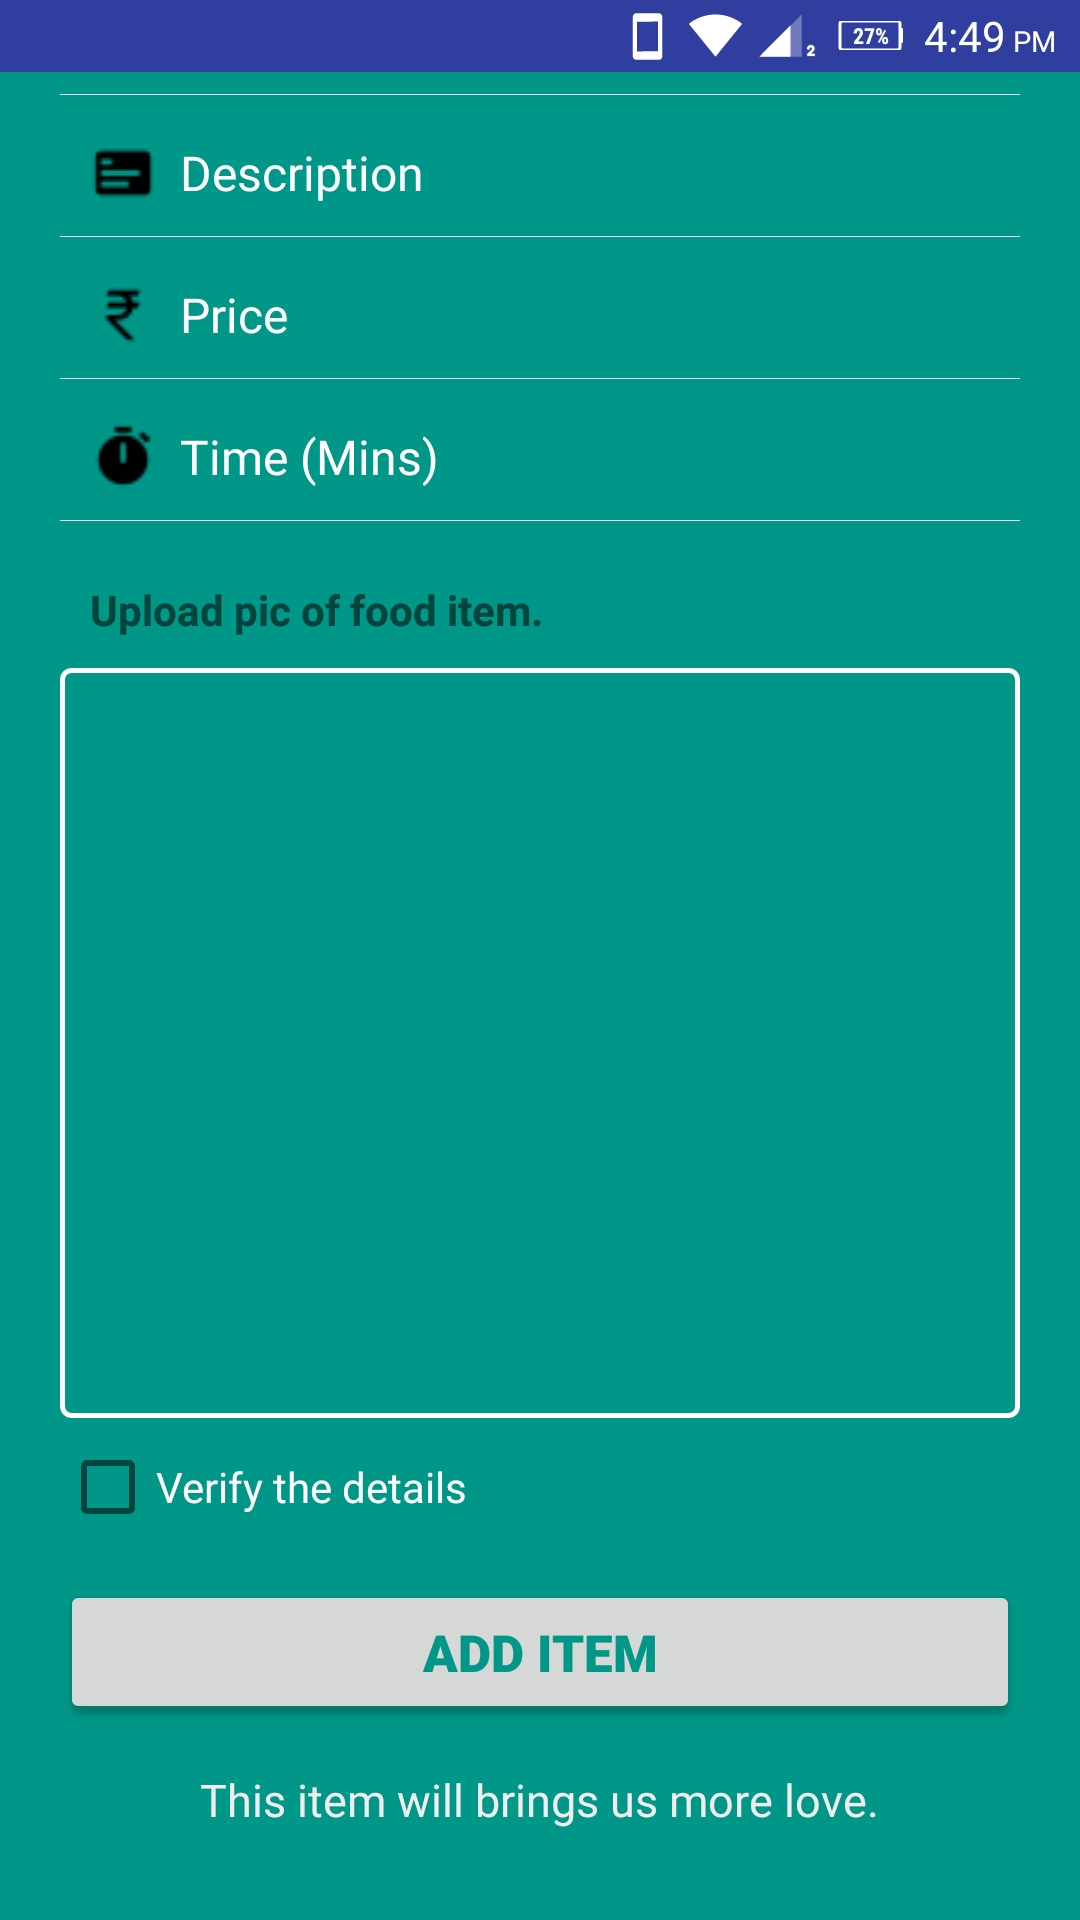 2 27% 4:49 PM
Description
₹ Price
Time (Mins)
Upload pic of food item.
Verify the details
ADD ITEM
This item will brings us more love.